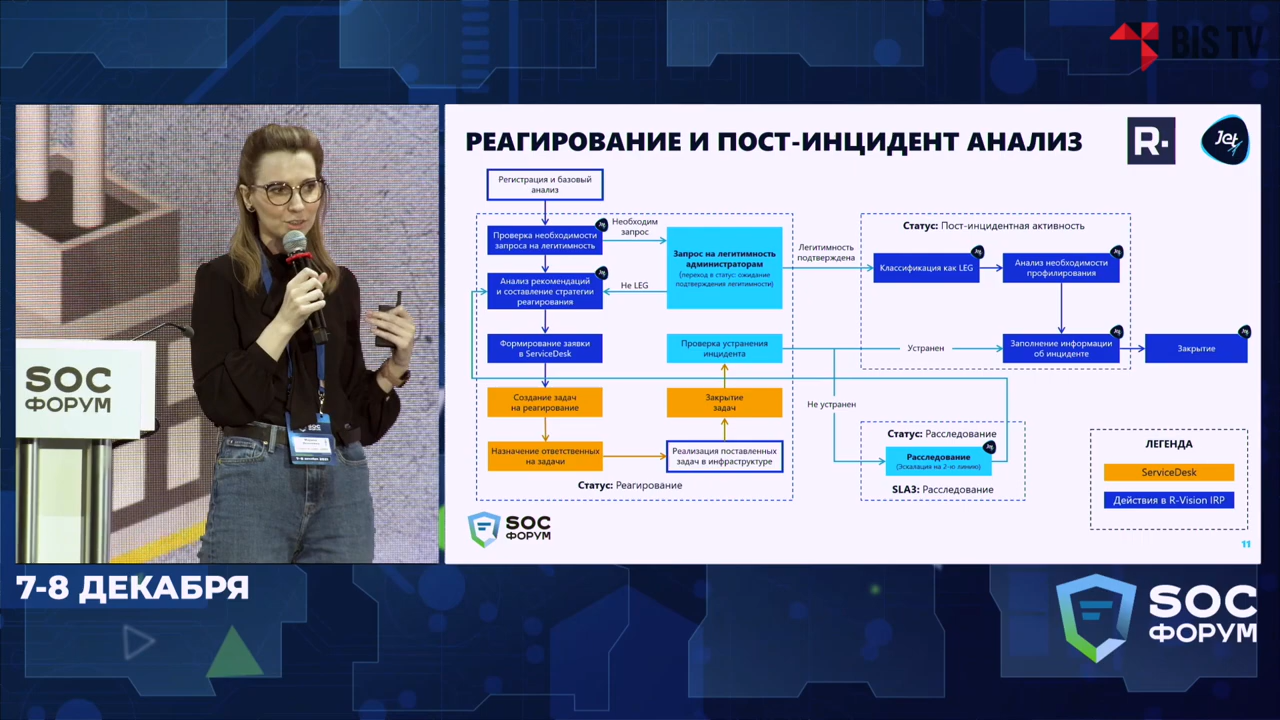 BIS TV
РЕАГИРОВАНИЕ И ПОСТ-ИНЦИДЕНТ АНАЛИЗ
R.
Jet
Регистрация и базовый
анализ
Проверка необходимости
запроса на легитимность
Необходим
запрос
Запрос на легитимность
администраторам
(переход в статус: ожидание
подтверждения легитимности)
Легитимность
подтверждена
Статус: Пост-инцидентная активность
Классификация как LEG
Анализ необходимости
профилирования
Анализ рекомендаций
и составление стратегии
реагирования
Не LEG
Формирование заявки
в ServiceDesk
Проверка устранения
инцидента
Устранен
Заполнение информации
об инциденте
Закрытие
Создание задач
на реагирование
Закрытие
задач
Не устранен
Назначение ответственных
на задачи
Реализация поставленных
задач в инфраструктуре
Статус: Реагирование
Статус: Расследование
Расследование
(Эскалация на 2-ю линию)
SLA3: Расследование
ЛЕГЕНДА
ServiceDesk
Действия в R-Vision IRP
SOC
ФОРУМ
11
SOC
ФОРУМ
7-8 ДЕКАБРЯ
SOC
ФОРУМ